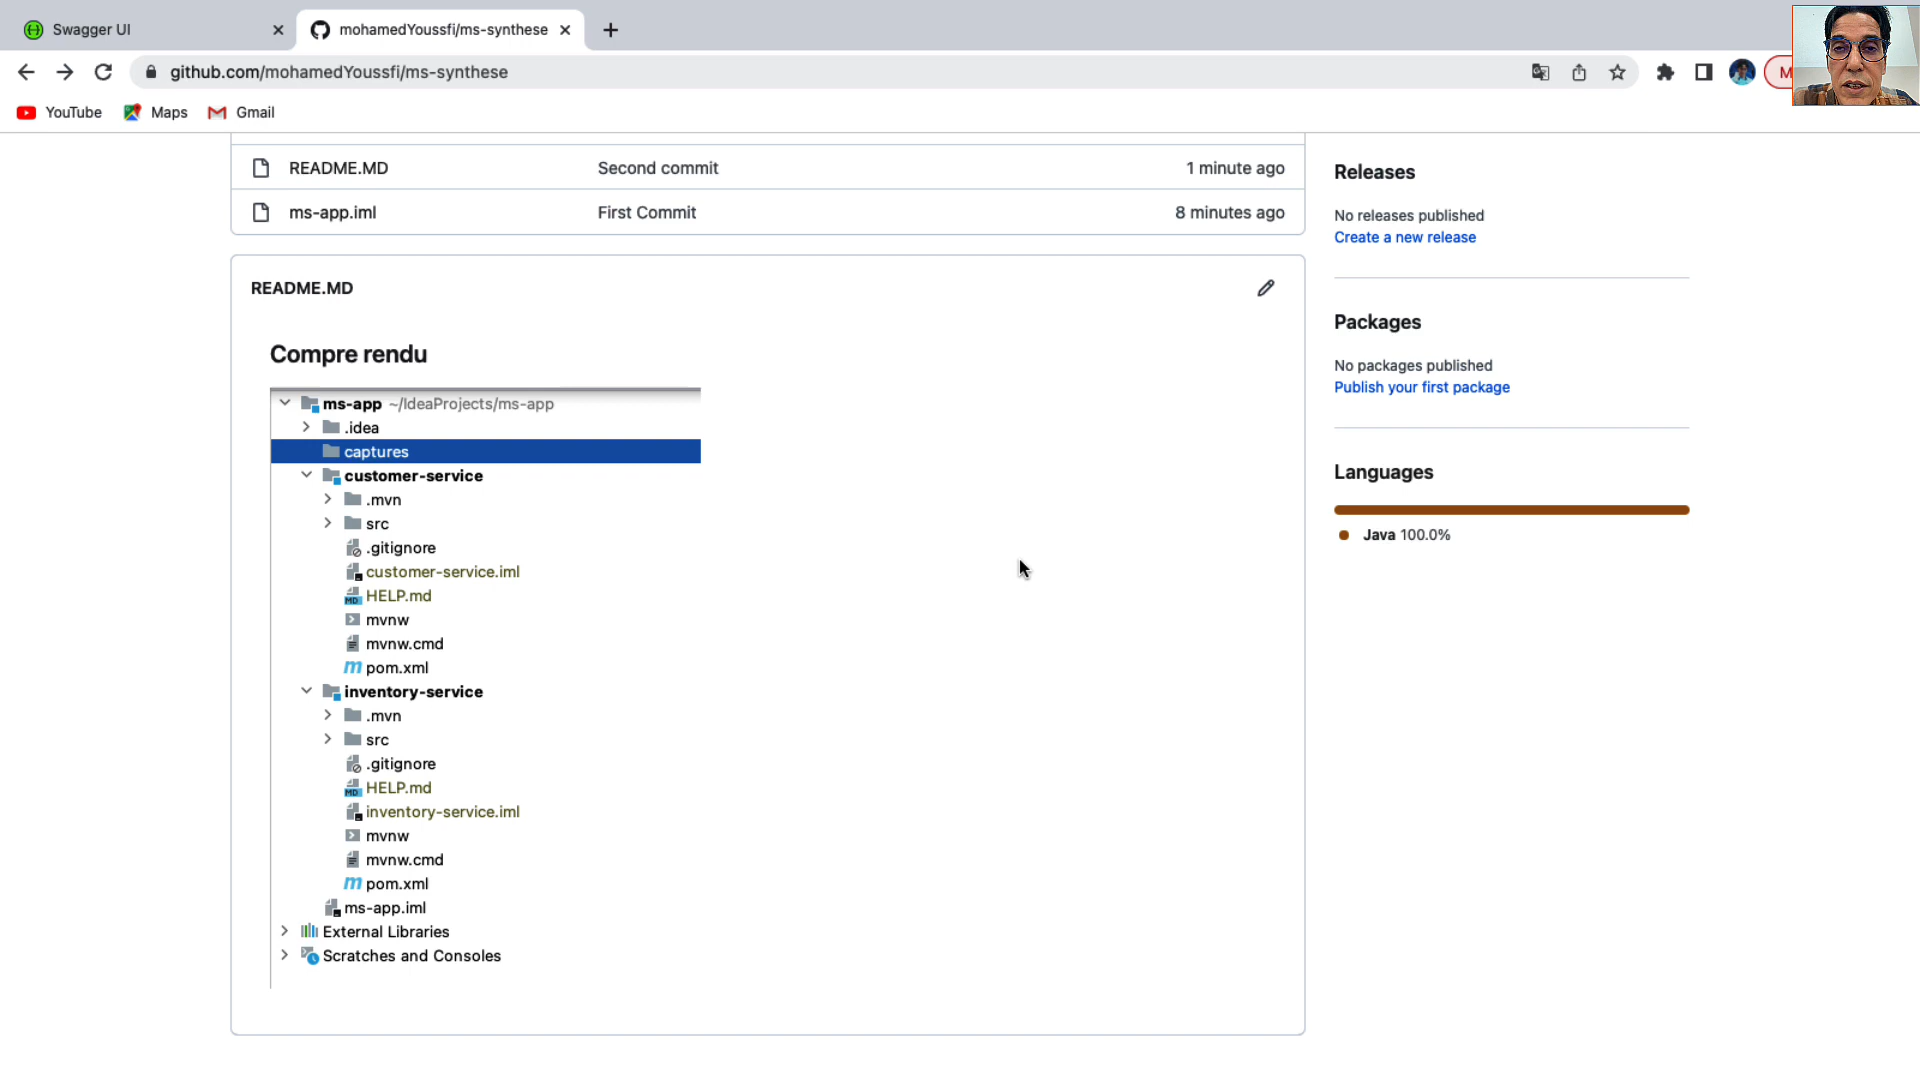 Swagger UI
mohamedYoussfi/ms-synthese
github.com/mohamedYoussfi/ms-synthese
M
YouTube
Maps
Gmail
README.MD Second commit 1 minute ago
ms-app.iml First Commit 8 minutes ago
README.MD
Compre rendu
ms-app ~/IdeaProjects/ms-app
.idea
captures
customer-service
.mvn
src
.gitignore
customer-service.iml
HELP.md
mvnw
mvnw.cmd
pom.xml
inventory-service
.mvn
src
.gitignore
HELP.md
inventory-service.iml
mvnw
mvnw.cmd
pom.xml
ms-app.iml
External Libraries
Scratches and Consoles
Releases
No releases published
Create a new release
Packages
No packages published
Publish your first package
Languages
Java 100.0%